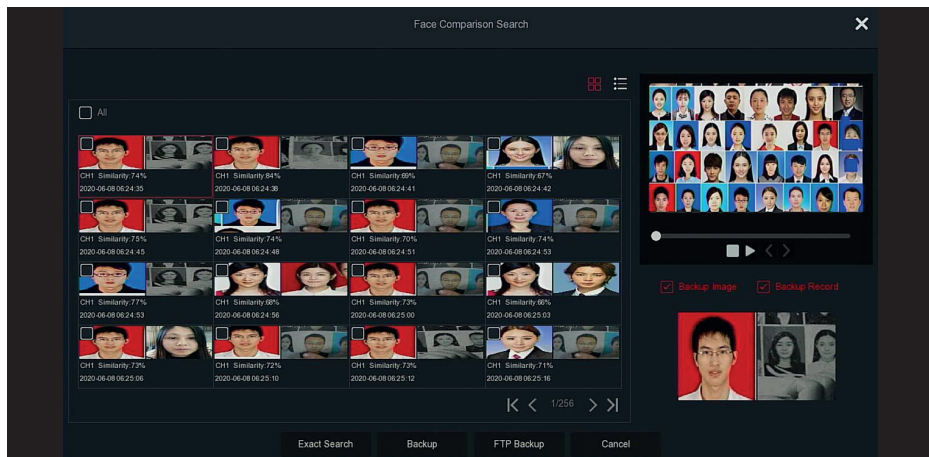 Face Comparison Search
All
CH1 Similarity:74%
2020-06-08 06:24:35
CH1 Similarity:84%
2020-06-08 06:24:38
CH1 Similarity:69%
2020-06-08 06:24:41
CH1 Similarity:67%
2020-06-08 06:24:42
CH1 Similarity:75%
2020-06-08 06:24:45
CH1 Similarity:74%
2020-06-08 06:24:48
CH1 Similarity:70%
2020-06-08 06:24:51
CH1 Similarity:74%
2020-06-08 06:24:53
CH1 Similarity:77%
2020-06-08 06:24:53
CH1 Similarity:68%
2020-06-08 06:24:56
CH1 Similarity:73%
2020-06-08 06:25:00
CH1 Similarity:66%
2020-06-08 06:25:03
CH1 Similarity:73%
2020-06-08 06:25:06
CH1 Similarity:72%
2020-06-08 06:25:10
CH1 Similarity:73%
2020-06-08 06:25:12
CH1 Similarity:71%
2020-06-08 06:25:16
1/256
Backup Image
Backup Record
Exact Search
Backup
FTP Backup
Cancel